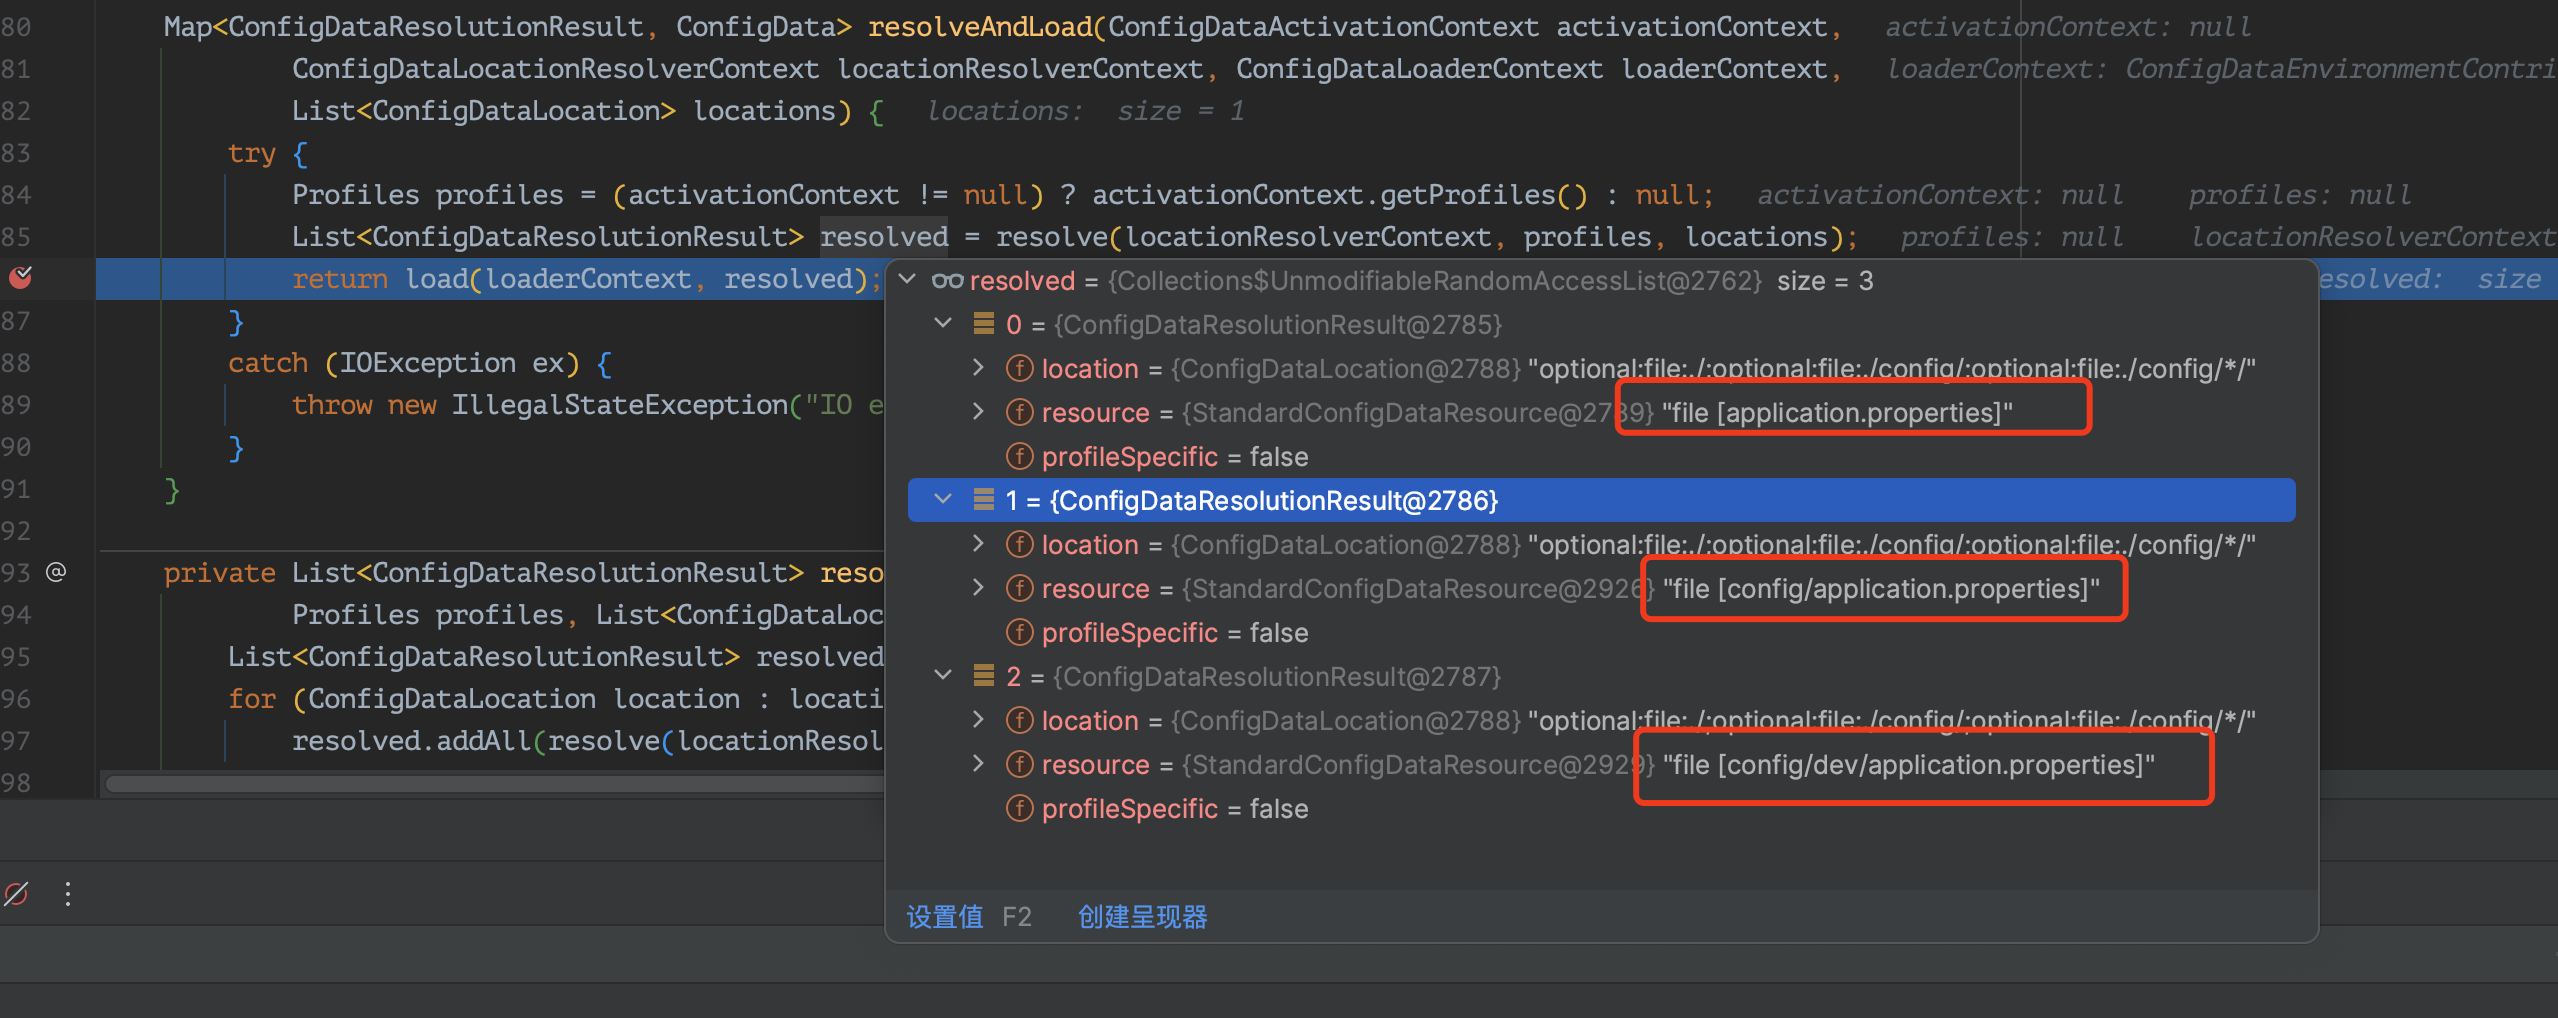 80 Map<ConfigDataResolutionResult, ConfigData> resolveAndLoad(ConfigDataActivationContext activationContext, activationContext: null
81 ConfigDataLocationResolverContext locationResolverContext, ConfigDataLoaderContext loaderContext, loaderContext: ConfigDataEnvironmentContri
82 List<ConfigDataLocation> locations) { locations: size = 1
83 try {
84 Profiles profiles = (activationContext != null) ? activationContext.getProfiles() : null; activationContext: null profiles: null
85 List<ConfigDataResolutionResult> resolved = resolve(locationResolverContext, profiles, locations); profiles: null locationResolverContext
return load(loaderContext, resolved); esolved: size
resolved = {Collections$UnmodifiableRandomAccessList@2762} size = 3
87 }
0 = {ConfigDataResolutionResult@2785}
88 catch (IOException ex) {
location = {ConfigDataLocation@2788} "optional:file:./;optional:file:./config/;optional:file:./config/*/"
89 throw new IllegalStateException("IO e
resource = {StandardConfigDataResource@2789} "file [application.properties]"
90 }
profileSpecific = false
91 }
1 = {ConfigDataResolutionResult@2786}
92
location = {ConfigDataLocation@2788} "optional:file:./;optional:file:./config/;optional:file:./config/*/"
93 @ private List<ConfigDataResolutionResult> reso
resource = {StandardConfigDataResource@2926} "file [config/application.properties]"
94 Profiles profiles, List<ConfigDataLoc
profileSpecific = false
95 List<ConfigDataResolutionResult> resolved
2 = {ConfigDataResolutionResult@2787}
96 for (ConfigDataLocation location : locati
location = {ConfigDataLocation@2788} "optional:file:./;optional:file:./config/;optional:file:./config/*/"
97 resolved.addAll(resolve(locationResol
resource = {StandardConfigDataResource@2929} "file [config/dev/application.properties]"
98
profileSpecific = false
设置值 F2 创建呈现器